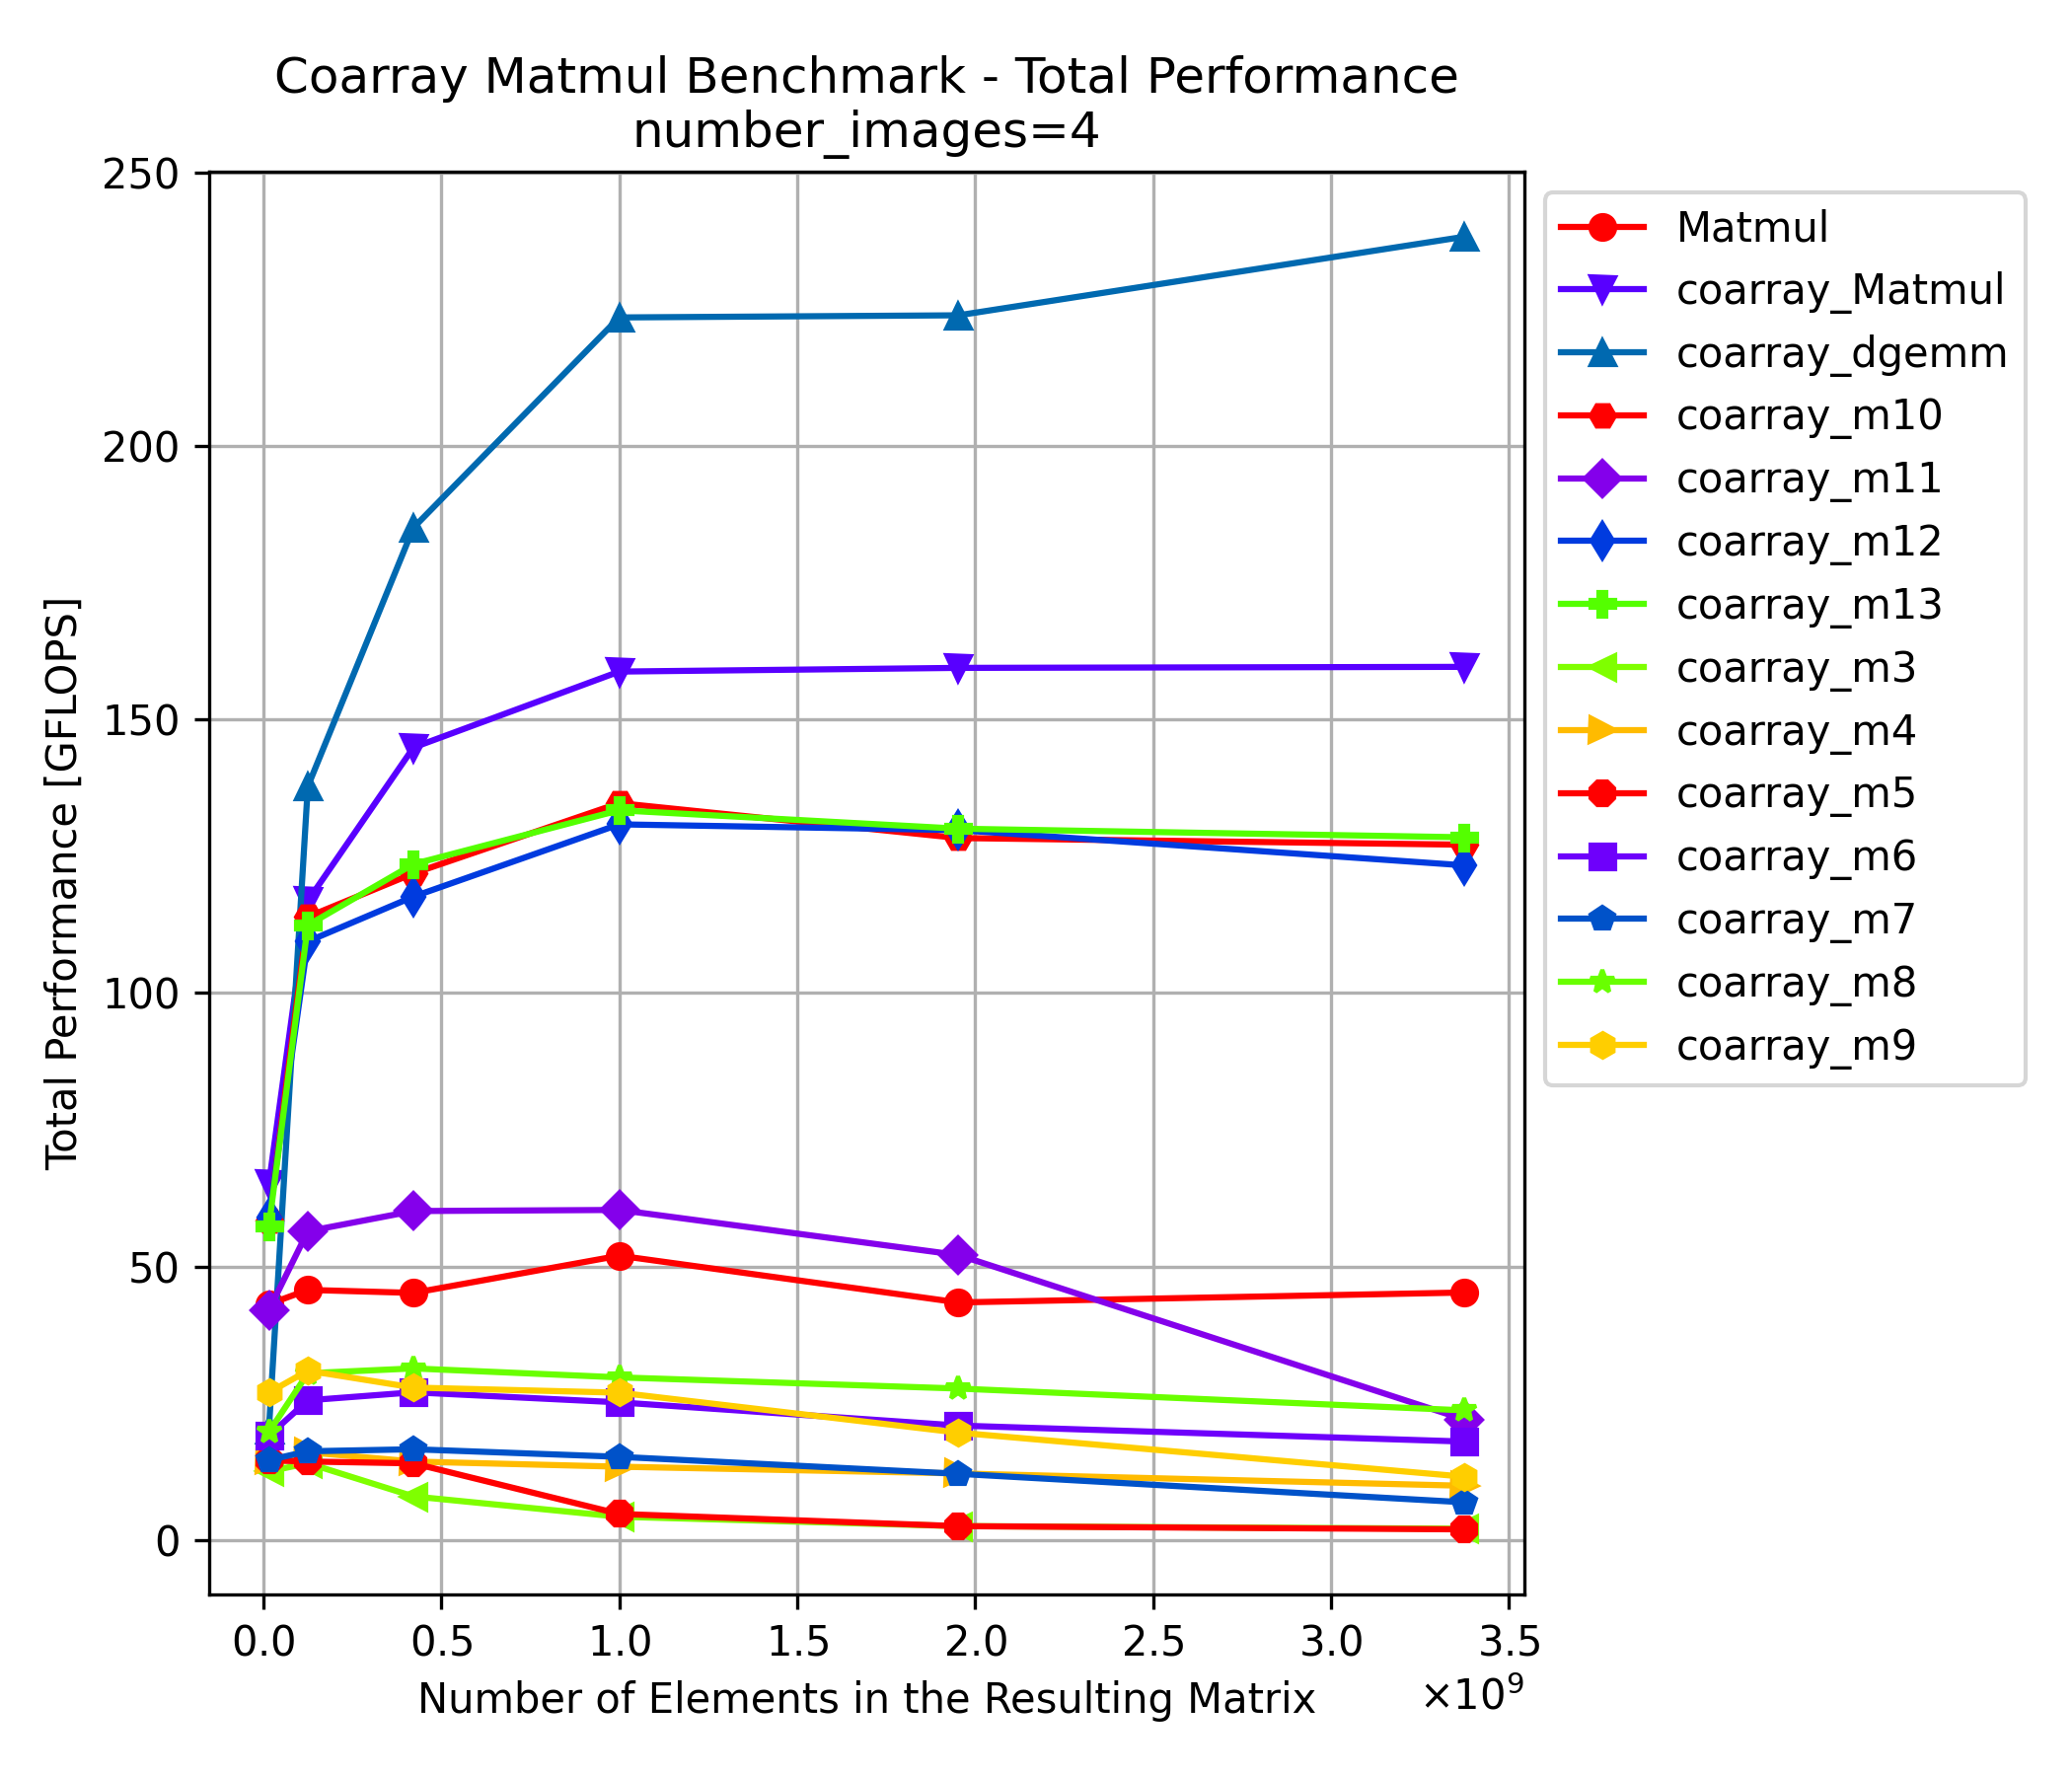 Coarray Matmul Benchmark - Total Performance
number_images=4
Total Performance [GFLOPS]
250
200
150
100
50
0
0.0 0.5 1.0 1.5 2.0 2.5 3.0 3.5
×10⁹
Number of Elements in the Resulting Matrix
Matmul
coarray_Matmul
coarray_dgemm
coarray_m10
coarray_m11
coarray_m12
coarray_m13
coarray_m3
coarray_m4
coarray_m5
coarray_m6
coarray_m7
coarray_m8
coarray_m9